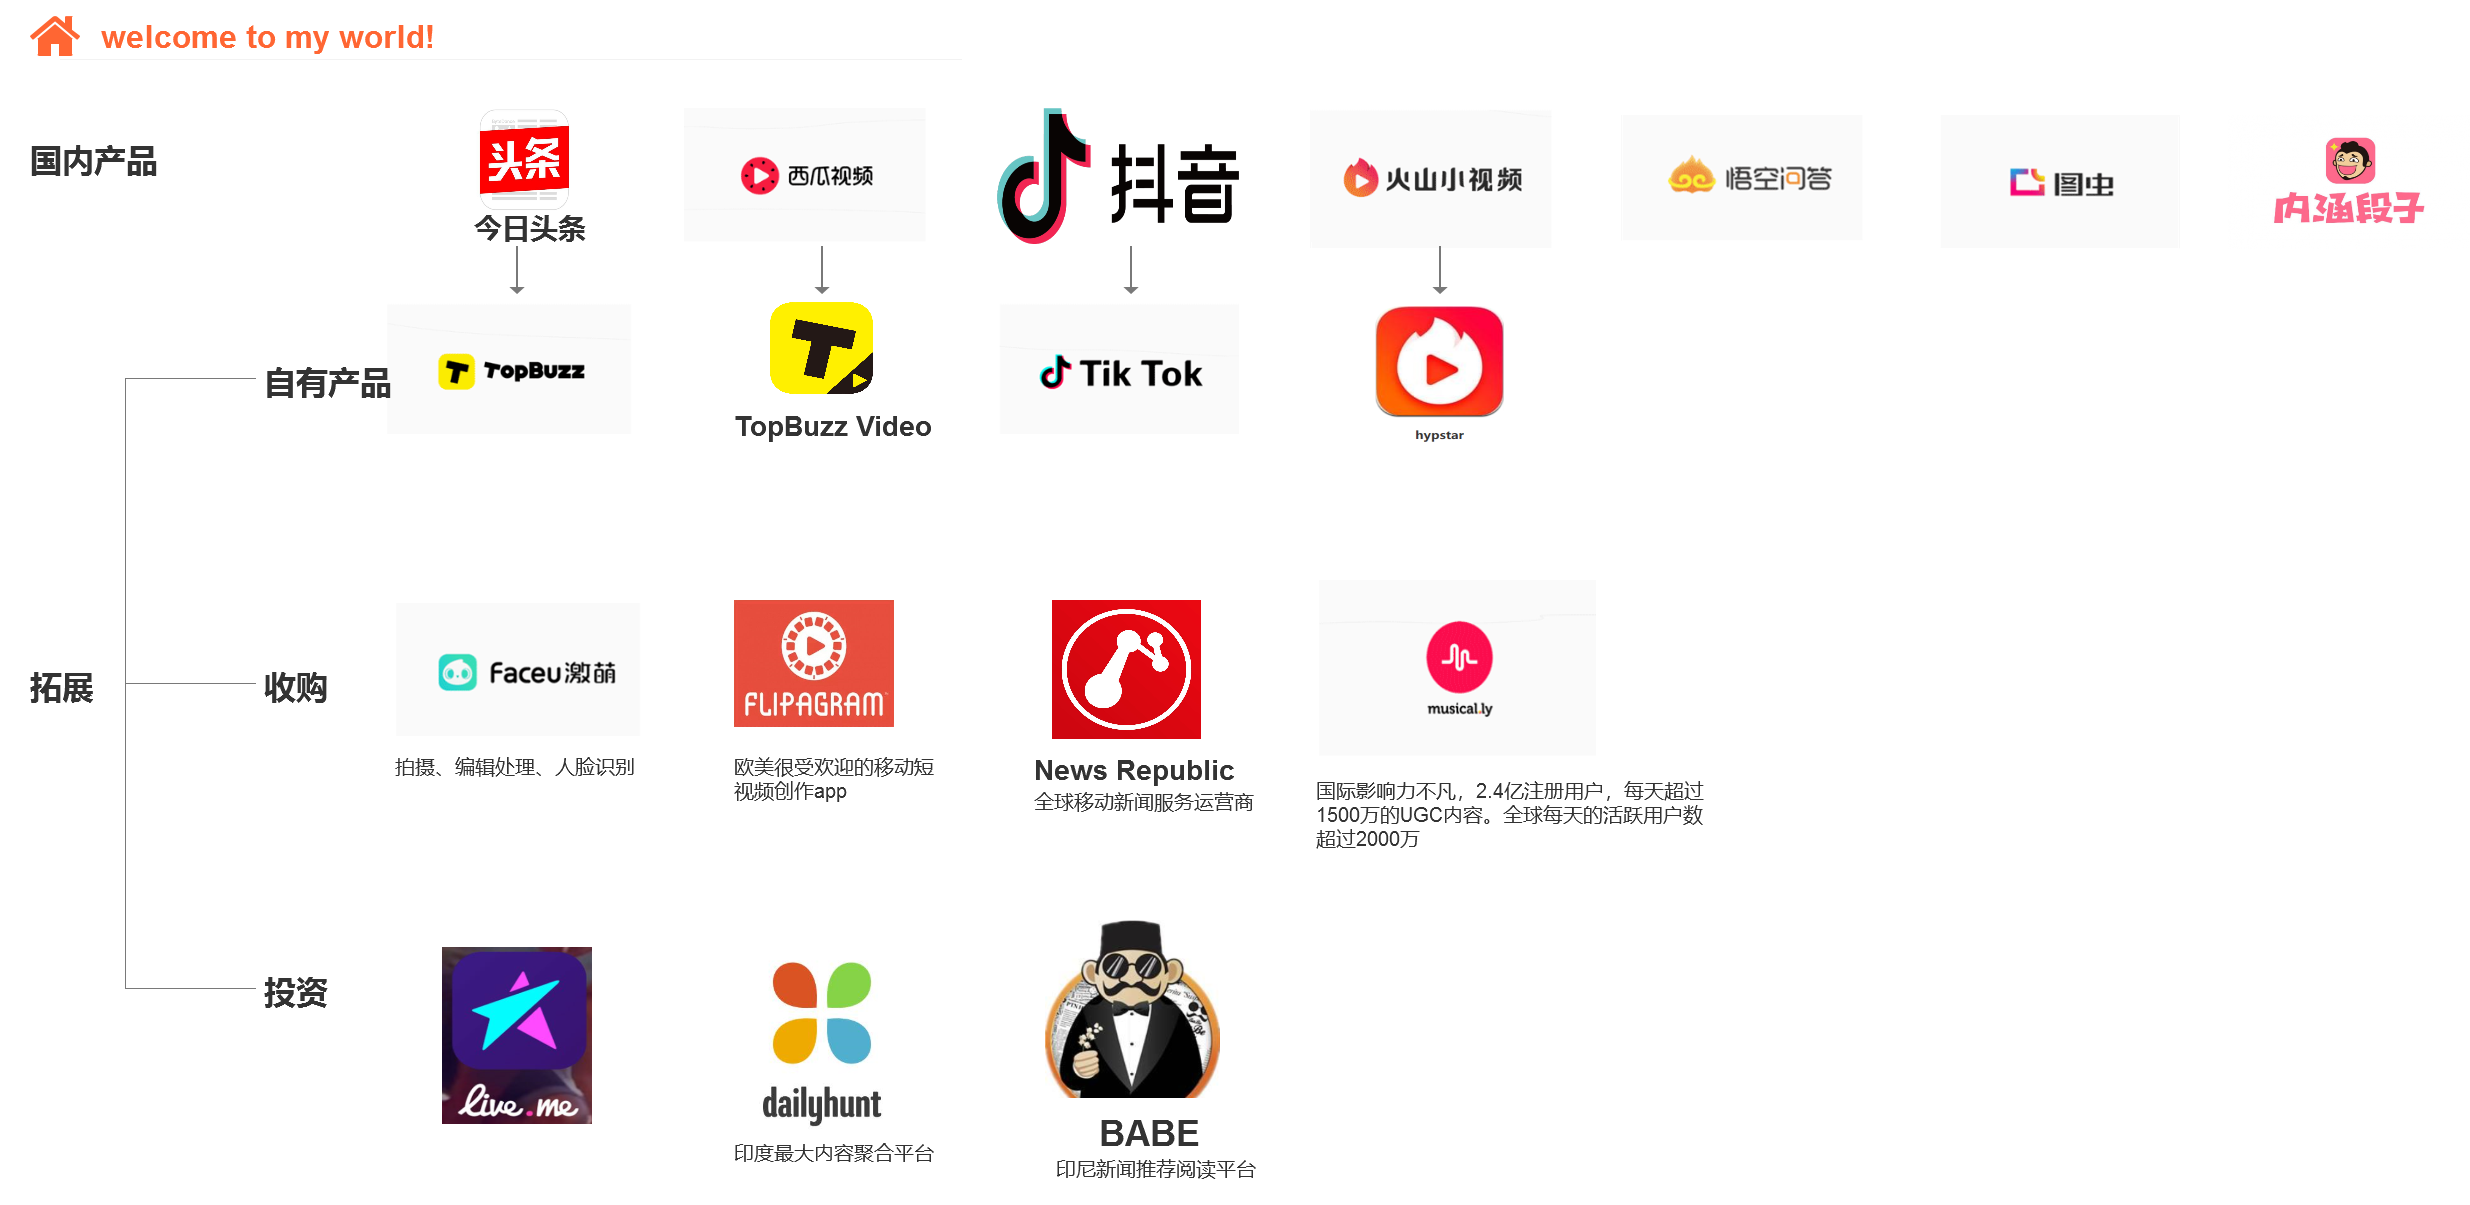 welcome to my world!
国内产品
头条
今日头条
西瓜视频
抖音
火山小视频
悟空问答
图虫
内涵段子
自有产品
TopBuzz
TopBuzz Video
Tik Tok
hypstar
拓展
收购
Faceu激萌
拍摄、编辑处理、人脸识别
FLIPAGRAM
欧美很受欢迎的移动短
视频创作app
News Republic
全球移动新闻服务运营商
musical.ly
国际影响力不凡，2.4亿注册用户，每天超过
1500万的UGC内容。全球每天的活跃用户数
超过2000万
投资
live.me
dailyhunt
印度最大内容聚合平台
BABE
印尼新闻推荐阅读平台